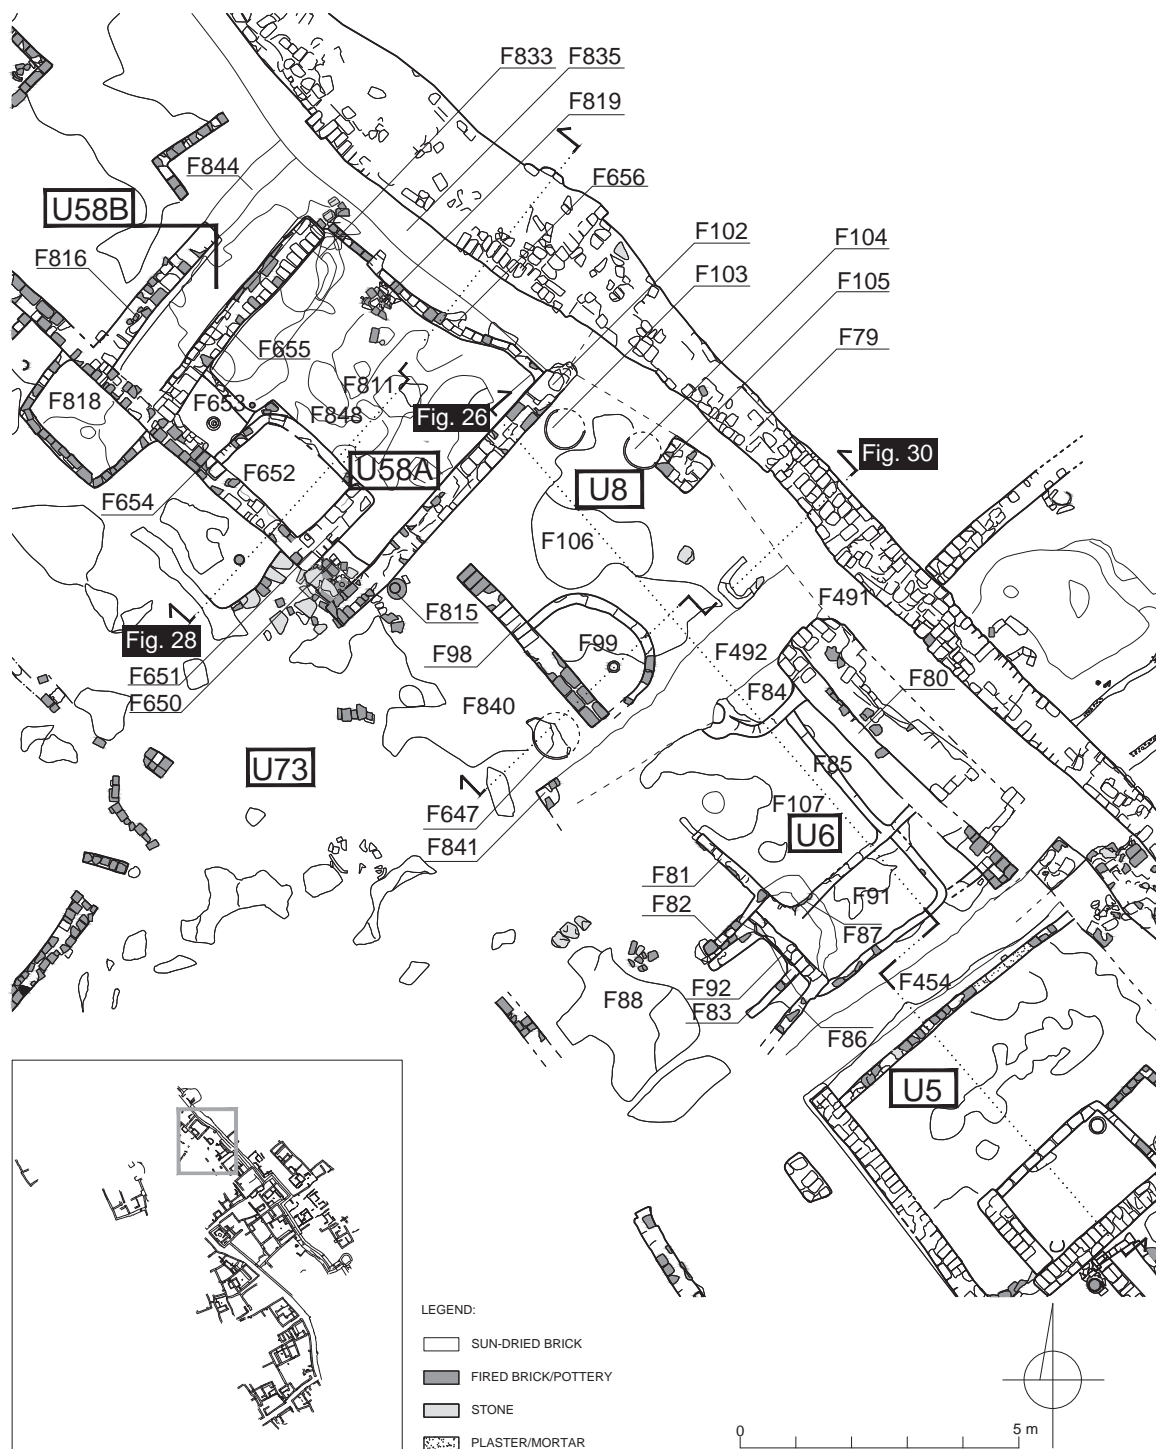 F833
F835
F819
F844
F656
U58B
F102
F104
F816
F103
F105
F79
F655
F811
F818
F653
F848
Fig. 26
Fig. 30
F652
U58A
U8
F654
F106
F491
F815
Fig. 28
F98
F99
F492
F651
F80
F650
F84
F840
U73
F85
F107
F647
U6
F841
F81
F91
F82
F87
F92
F88
F454
F83
F86
U5
LEGEND:
SUN-DRIED BRICK
FIRED BRICK/POTTERY
STONE
0 5 m
PLASTER/MORTAR